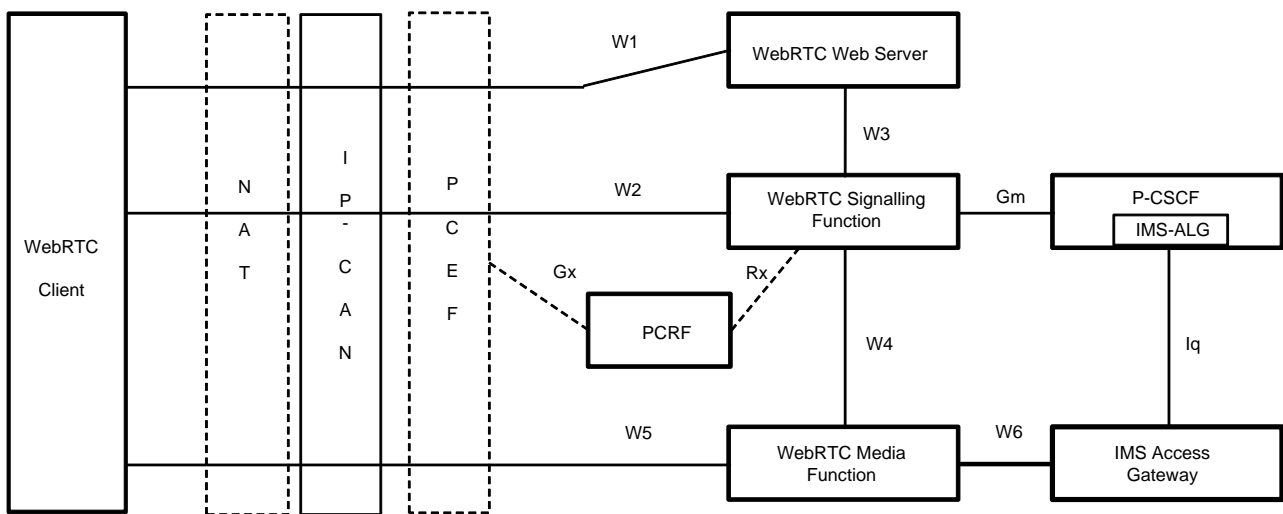 W1
WebRTC Web Server
W3
WebRTC
Client
N
A
T
I
P
-
C
A
N
P
C
E
F
W2
WebRTC Signalling
Function
Gm
P-CSCF
IMS-ALG
Gx
Rx
PCRF
W4
Iq
W5
WebRTC Media
Function
W6
IMS Access
Gateway